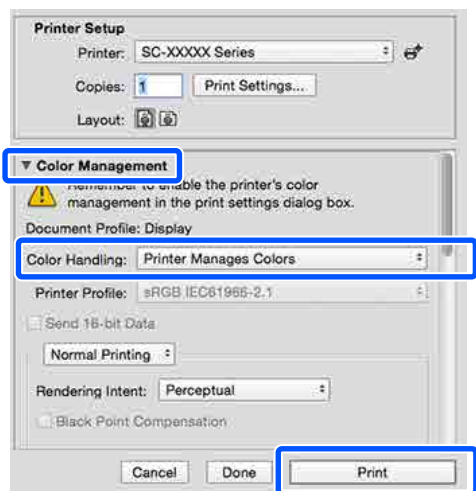 Printer Setup
Printer: SC-XXXXX Series
Copies: 1 Print Settings...
Layout:
▼ Color Management
Remember to enable the printer's color
management in the print settings dialog box.
Document Profile: Display
Color Handling: Printer Manages Colors
Printer Profile: sRGB IEC61966-2.1
Send 16-bit Data
Normal Printing
Rendering Intent: Perceptual
Black Point Compensation
Cancel Done Print